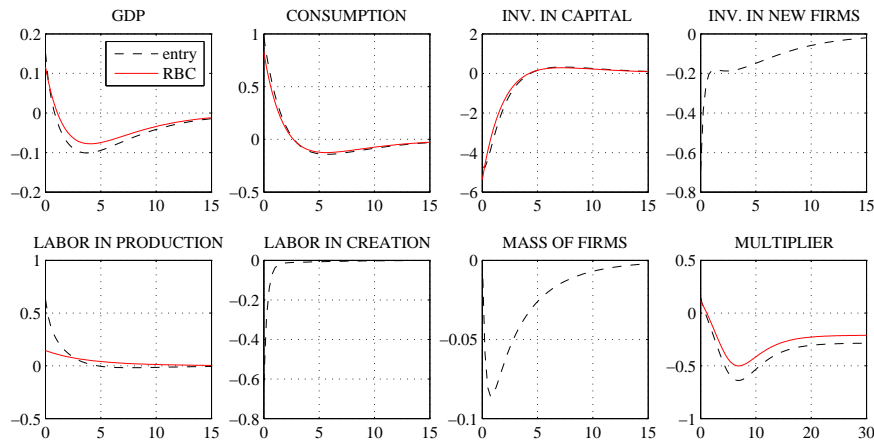 GDP
0.2
0.1
0
−0.1
−0.2
0 5 10 15
entry
RBC
CONSUMPTION
1
0.5
0
−0.5
0 5 10 15
INV. IN CAPITAL
2
0
−2
−4
−6
0 5 10 15
INV. IN NEW FIRMS
0
−0.2
−0.4
−0.6
−0.8
0 5 10 15
LABOR IN PRODUCTION
1
0.5
0
−0.5
0 5 10 15
LABOR IN CREATION
0
−0.2
−0.4
−0.6
−0.8
0 5 10 15
MASS OF FIRMS
0
−0.05
−0.1
0 5 10 15
MULTIPLIER
0.5
0
−0.5
−1
0 10 20 30